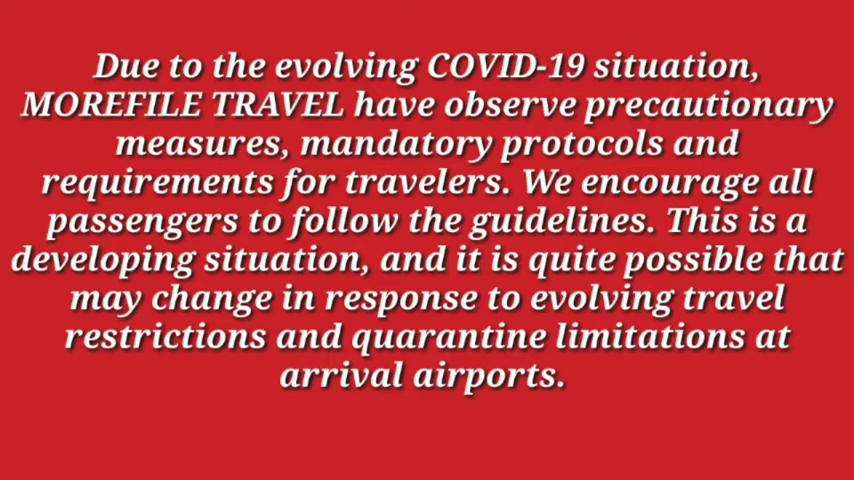 Due to the evolving COVID-19 situation,
MOREFILE TRAVEL have observe precautionary
measures, mandatory protocols and
requirements for travelers. We encourage all
passengers to follow the guidelines. This is a
developing situation, and it is quite possible that
may change in response to evolving travel
restrictions and quarantine limitations at
arrival airports.